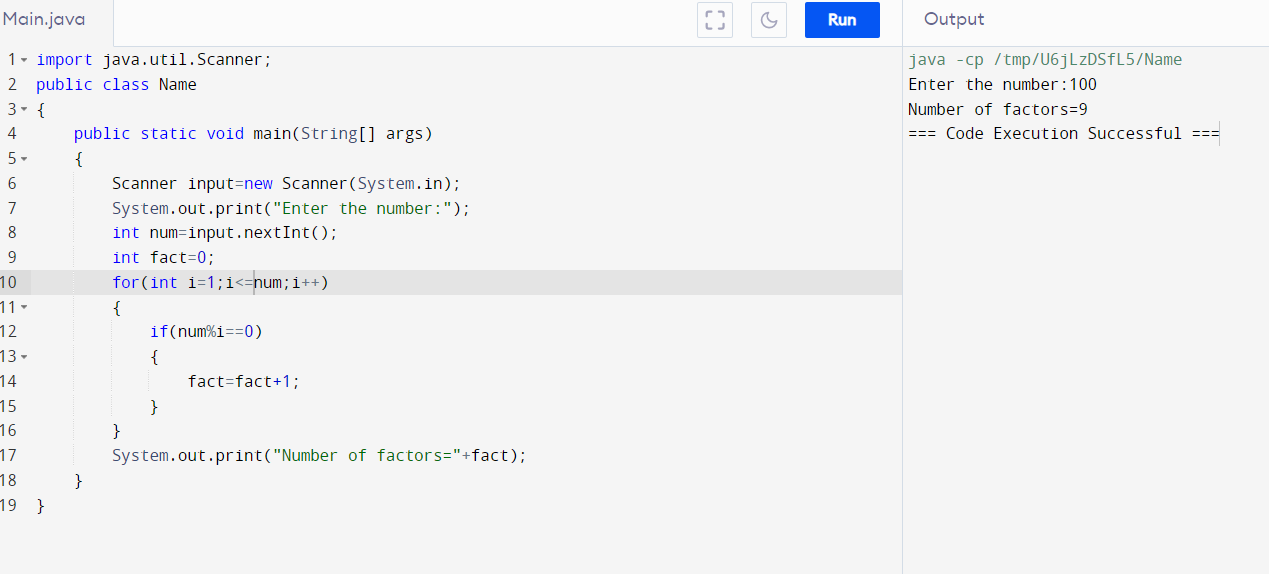 Main.java
Run
Output
1 import java.util.Scanner;
2 public class Name
3 {
4 public static void main(String[] args)
5 {
6 Scanner input=new Scanner(System.in);
7 System.out.print("Enter the number:");
8 int num=input.nextInt();
9 int fact=0;
10 for(int i=1;i<=num;i++)
11 {
12 if(num%i==0)
13 {
14 fact=fact+1;
15 }
16 }
17 System.out.print("Number of factors="+fact);
18 }
19 }
java -cp /tmp/U6jLzDSfL5/Name
Enter the number:100
Number of factors=9
=== Code Execution Successful ===